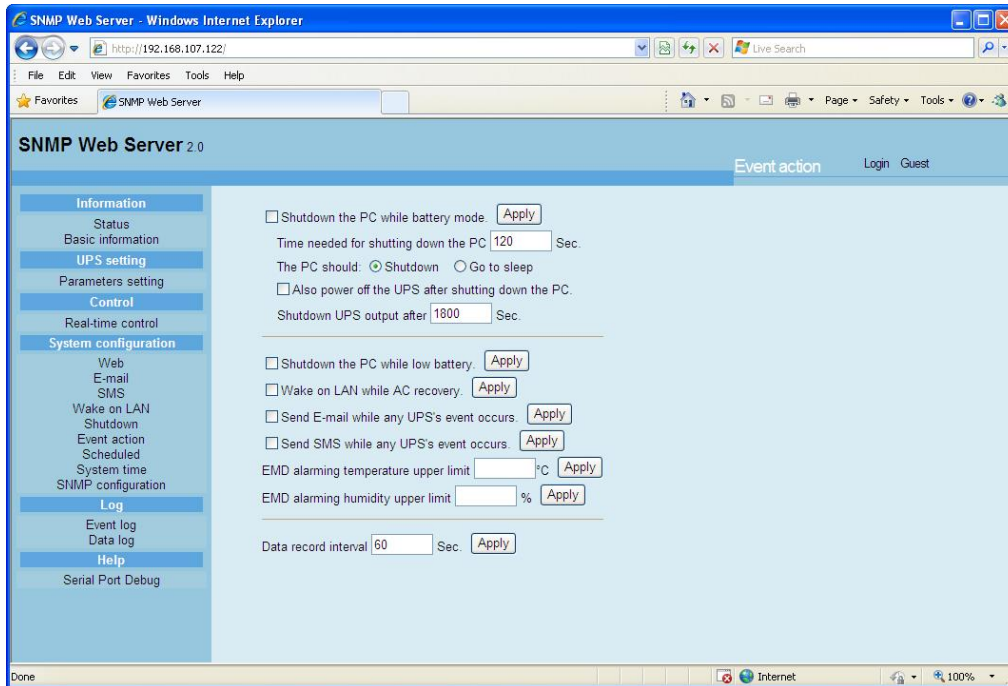 SNMP Web Server - Windows Internet Explorer
http://192.168.107.122/
Live Search
File Edit View Favorites Tools Help
Favorites
SNMP Web Server
Page Safety Tools
SNMP Web Server 2.0
Event action
Login Guest
Information
Status
Basic information
UPS setting
Parameters setting
Control
Real-time control
System configuration
Web
E-mail
SMS
Wake on LAN
Shutdown
Event action
Scheduled
System time
SNMP configuration
Log
Event log
Data log
Help
Serial Port Debug
Shutdown the PC while battery mode. Apply
Time needed for shutting down the PC 120 Sec.
The PC should: Shutdown Go to sleep
Also power off the UPS after shutting down the PC.
Shutdown UPS output after 1800 Sec.
Shutdown the PC while low battery. Apply
Wake on LAN while AC recovery. Apply
Send E-mail while any UPS's event occurs. Apply
Send SMS while any UPS's event occurs. Apply
EMD alarming temperature upper limit °C Apply
EMD alarming humidity upper limit % Apply
Data record interval 60 Sec. Apply
Done
Internet
100%